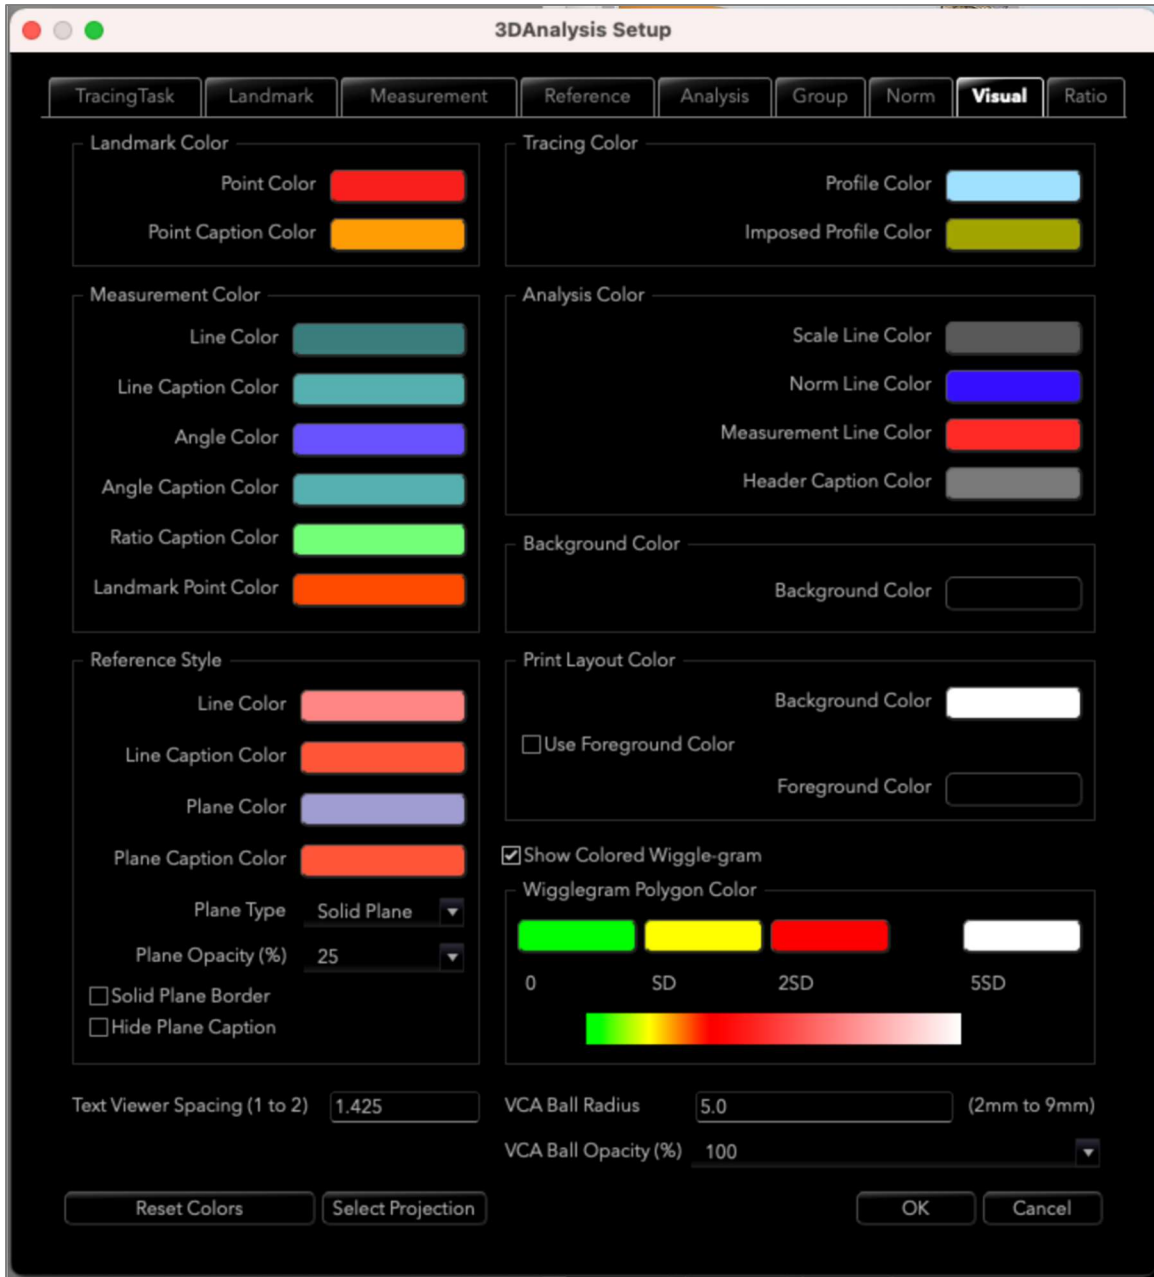 3DAnalysis Setup
TracingTask Landmark Measurement Reference Analysis Group Norm Visual Ratio
Landmark Color
Point Color
Point Caption Color
Tracing Color
Profile Color
Imposed Profile Color
Measurement Color
Line Color
Line Caption Color
Angle Color
Angle Caption Color
Ratio Caption Color
Landmark Point Color
Analysis Color
Scale Line Color
Norm Line Color
Measurement Line Color
Header Caption Color
Background Color
Background Color
Reference Style
Line Color
Line Caption Color
Plane Color
Plane Caption Color
Plane Type Solid Plane
Plane Opacity (%) 25
Solid Plane Border
Hide Plane Caption
Print Layout Color
Background Color
Use Foreground Color
Foreground Color
Show Colored Wiggle-gram
Wigglegram Polygon Color
0 SD 2SD 5SD
Text Viewer Spacing (1 to 2) 1.425
VCA Ball Radius 5.0 (2mm to 9mm)
VCA Ball Opacity (%) 100
Reset Colors Select Projection OK Cancel